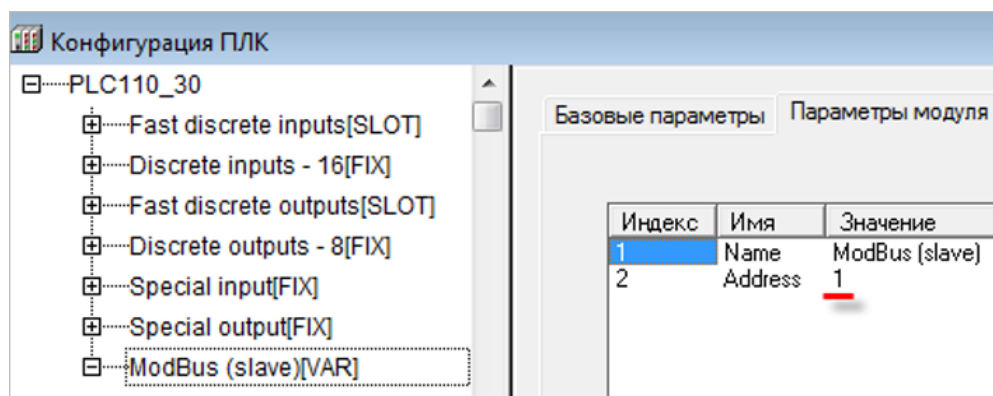 Конфигурация ПЛК
PLC110_30
Fast discrete inputs[SLOT]
Discrete inputs - 16[FIX]
Fast discrete outputs[SLOT]
Discrete outputs - 8[FIX]
Special input[FIX]
Special output[FIX]
ModBus (slave)[VAR]
Базовые параметры Параметры модуля
Индекс Имя Значение
1 Name ModBus (slave)
2 Address 1